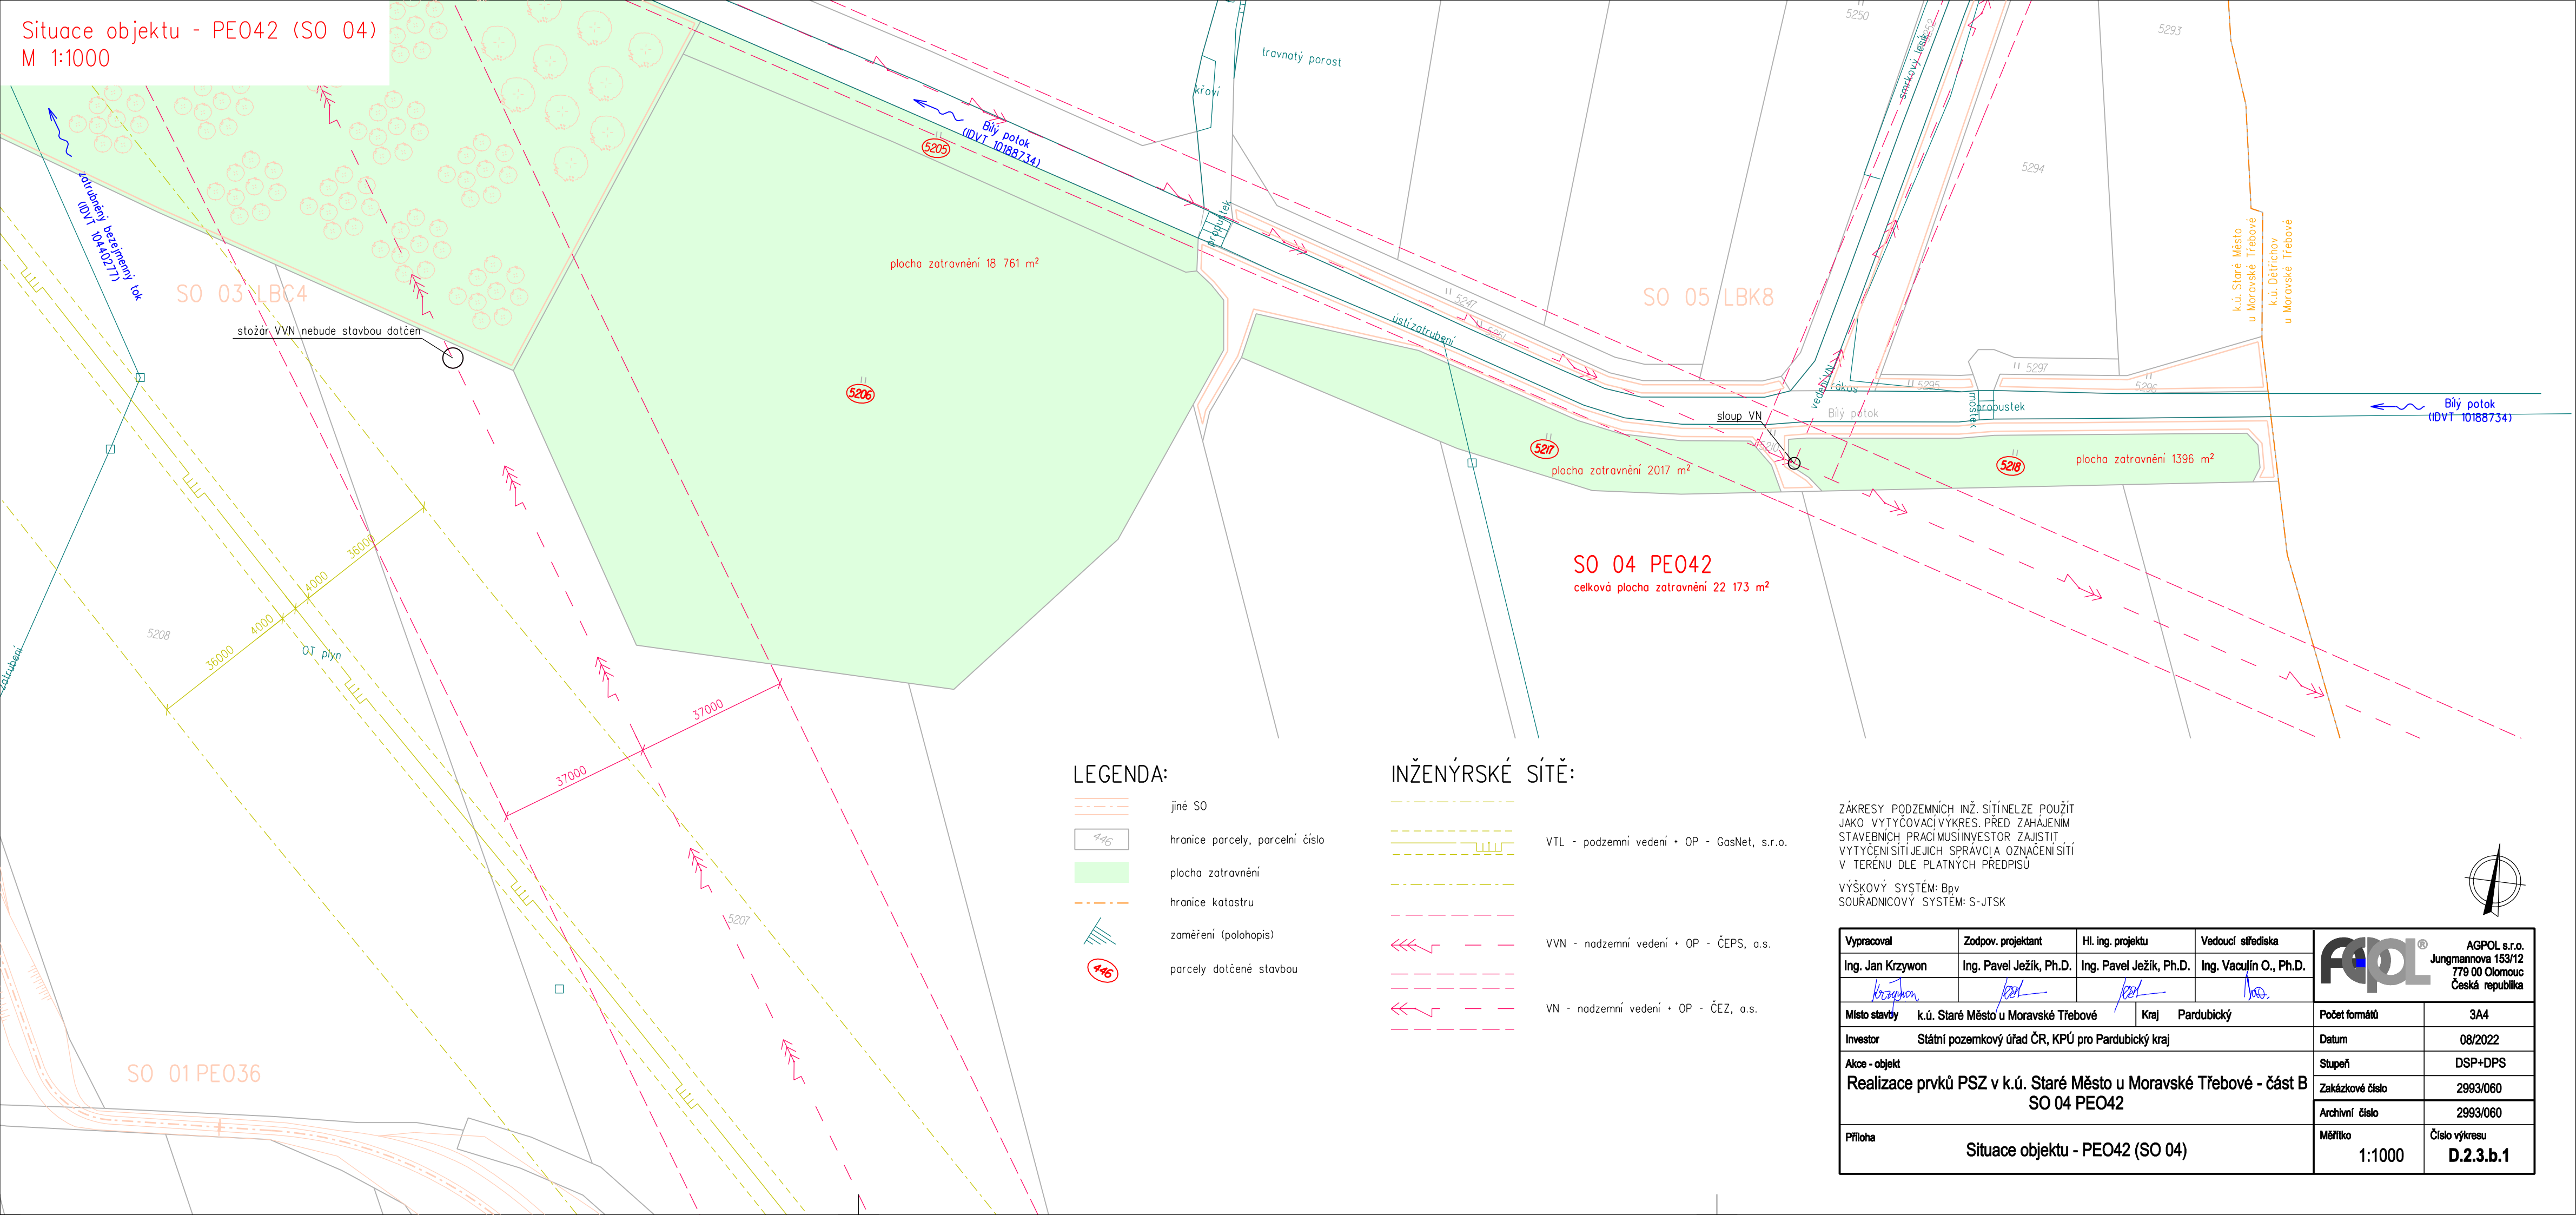 Situace objektu - PEO42 (SO 04)
M 1:1000
travnatý porost
křoví
Bílý potok
(IDVT 10188734)
5205
propustek
zatrubněný bezejmenný tok
(IDVT 10440277)
SO 03 LBC4
stožár VVN nebude stavbou dotčen
plocha zatravnění 18 761 m²
5206
5250
5252
smrkový lesík
5293
5294
k.ú. Staré Město
u Moravské Třebové
k.ú. Dětřichov
u Moravské Třebové
SO 05 LBK8
5247
5251
ústí zatrubení
vedení VN
rákos
5295
5297
5296
mostek
propustek
Bílý potok
sloup VN
Bílý potok
(IDVT 10188734)
5217
plocha zatravnění 2017 m²
5218
plocha zatravnění 1396 m²
SO 04 PEO42
celková plocha zatravnění 22 173 m²
36000
4000
4000
36000
5208
OT plyn
zatrubení
37000
37000
5207
SO 01 PEO36
LEGENDA:
jiné SO
446
hranice parcely, parcelní číslo
plocha zatravnění
hranice katastru
zaměření (polohopis)
446
parcely dotčené stavbou
INŽENÝRSKÉ SÍTĚ:
VTL - podzemní vedení + OP - GasNet, s.r.o.
VVN - nadzemní vedení + OP - ČEPS, a.s.
VN - nadzemní vedení + OP - ČEZ, a.s.
ZÁKRESY PODZEMNÍCH INŽ. SÍTÍ NELZE POUŽÍT
JAKO VYTYČOVACÍ VÝKRES. PŘED ZAHÁJENÍM
STAVEBNÍCH PRACÍ MUSÍ INVESTOR ZAJISTIT
VYTYČENÍ SÍTÍ JEJICH SPRÁVCI A OZNAČENÍ SÍTÍ
V TERÉNU DLE PLATNÝCH PŘEDPISŮ
VÝŠKOVÝ SYSTÉM: Bpv
SOUŘADNICOVÝ SYSTÉM: S-JTSK
Vypracoval
Zodpov. projektant
Hl. ing. projektu
Vedoucí střediska
Ing. Jan Krzywon
Ing. Pavel Ježík, Ph.D.
Ing. Pavel Ježík, Ph.D.
Ing. Vaculín O., Ph.D.
AGPOL®
AGPOL s.r.o.
Jungmannova 153/12
779 00 Olomouc
Česká republika
Místo stavby k.ú. Staré Město u Moravské Třebové
Kraj Pardubický
Počet formátů 3A4
Investor Státní pozemkový úřad ČR, KPÚ pro Pardubický kraj
Datum 08/2022
Akce - objekt
Realizace prvků PSZ v k.ú. Staré Město u Moravské Třebové - část B
SO 04 PEO42
Stupeň DSP+DPS
Zakázkové číslo 2993/060
Archivní číslo 2993/060
Příloha
Situace objektu - PEO42 (SO 04)
Měřítko
1:1000
Číslo výkresu
D.2.3.b.1